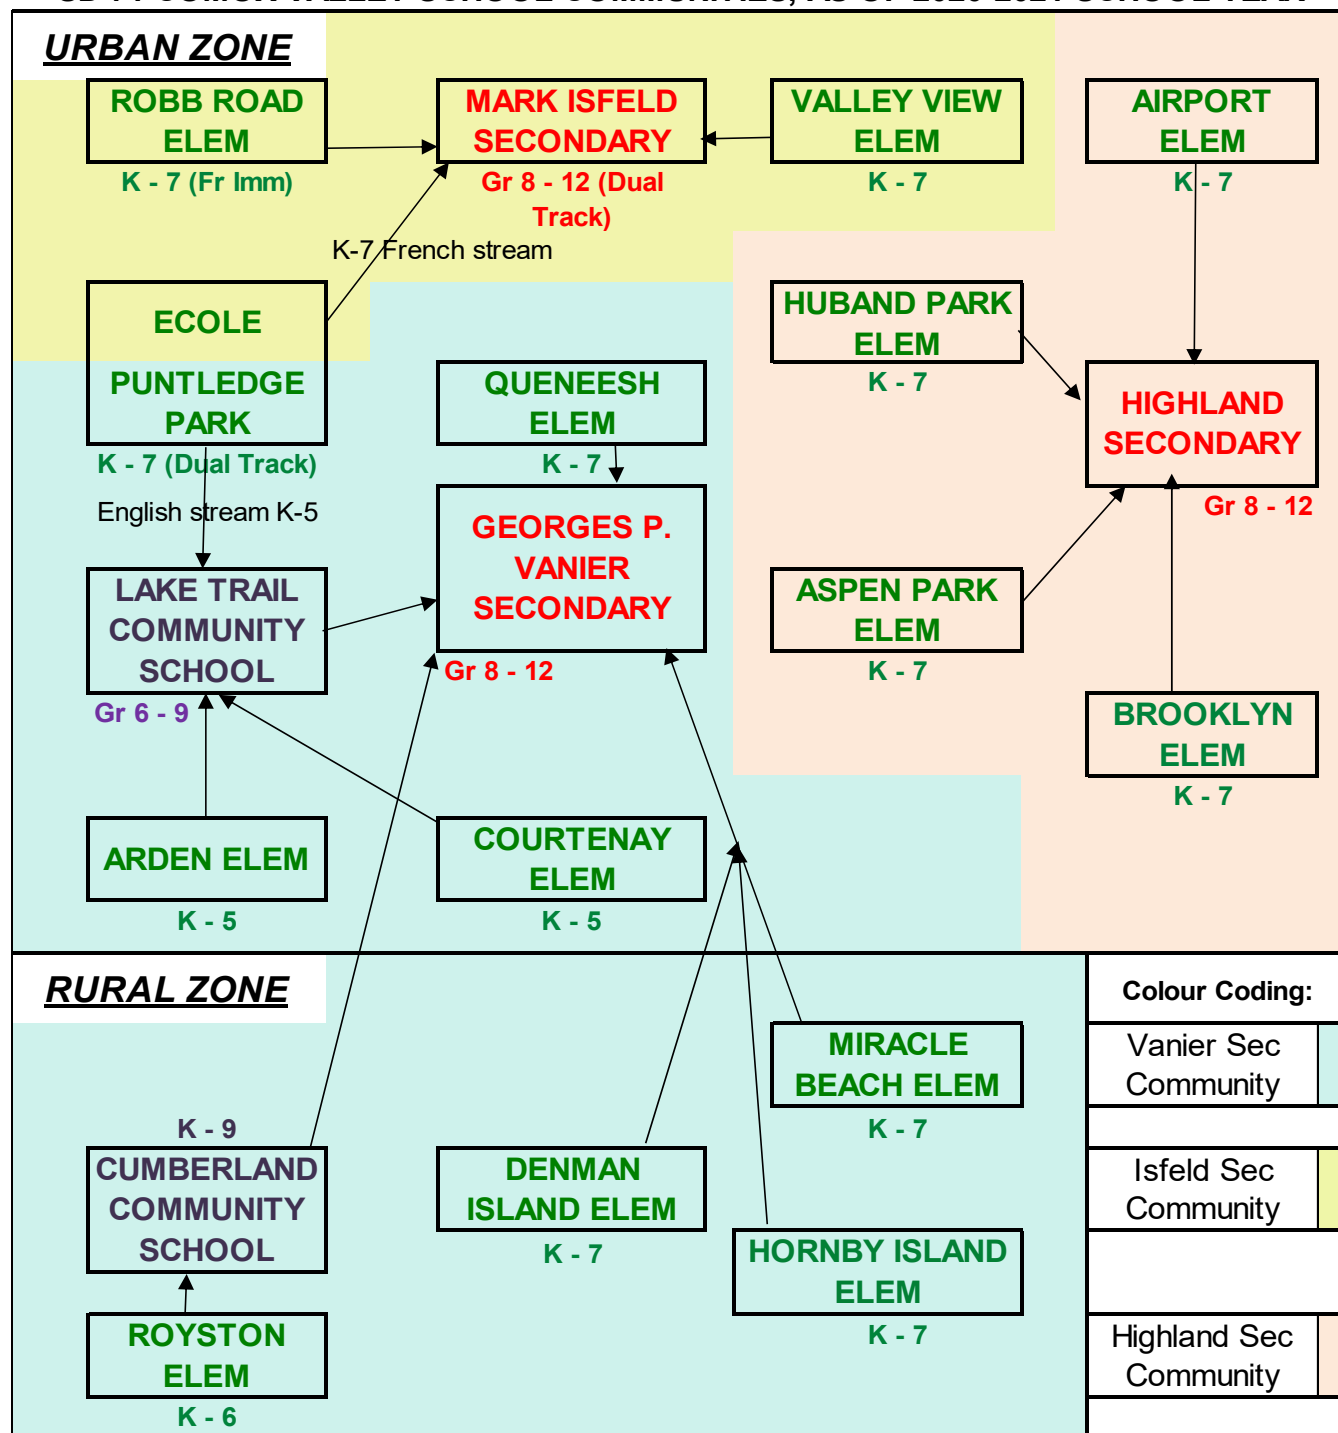 URBAN ZONE
ROBB ROAD
ELEM
K - 7 (Fr Imm)
MARK ISFELD
SECONDARY
Gr 8 - 12 (Dual
Track)
VALLEY VIEW
ELEM
K - 7
AIRPORT
ELEM
K - 7
K-7 French stream
ECOLE
PUNTLEDGE
PARK
K - 7 (Dual Track)
English stream K-5
QUENEESH
ELEM
K - 7
HUBAND PARK
ELEM
K - 7
HIGHLAND
SECONDARY
Gr 8 - 12
GEORGES P.
VANIER
SECONDARY
Gr 8 - 12
LAKE TRAIL
COMMUNITY
SCHOOL
Gr 6 - 9
ASPEN PARK
ELEM
K - 7
BROOKLYN
ELEM
K - 7
ARDEN ELEM
K - 5
COURTENAY
ELEM
K - 5
RURAL ZONE
Colour Coding:
MIRACLE
BEACH ELEM
K - 7
Vanier Sec
Community
K - 9
CUMBERLAND
COMMUNITY
SCHOOL
DENMAN
ISLAND ELEM
K - 7
Isfeld Sec
Community
HORNBY ISLAND
ELEM
K - 7
ROYSTON
ELEM
K - 6
Highland Sec
Community